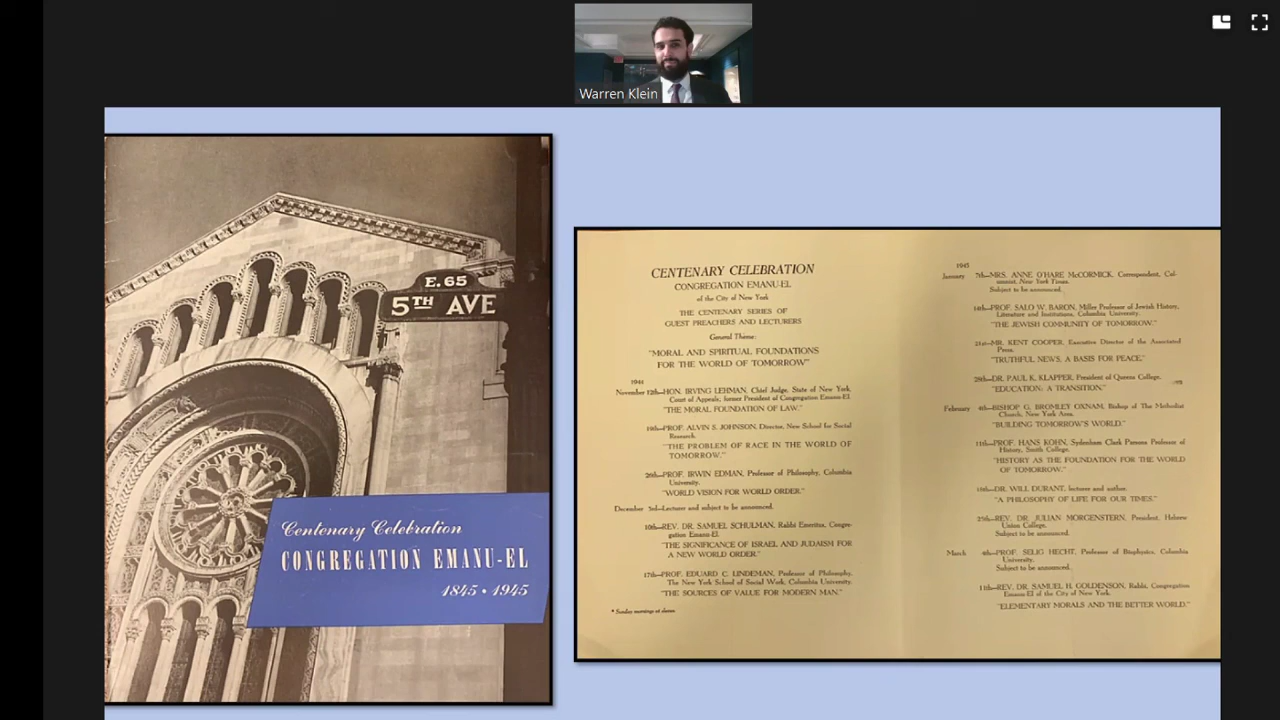 Warren Klein
E. 65
5TH AVE
Centenary Celebration
CONGREGATION EMANU-EL
1845 • 1945
CENTENARY CELEBRATION
CONGREGATION EMANU-EL
of the City of New York
THE CENTENARY SERIES OF
GUEST PREACHERS AND LECTURERS
General Theme:
"MORAL AND SPIRITUAL FOUNDATIONS
FOR THE WORLD OF TOMORROW"
1944
November 12th—HON. IRVING LEHMAN, Chief Judge, State of New York
Court of Appeals; former President of Congregation Emanu-El.
"THE MORAL FOUNDATION OF LAW."
19th—PROF. ALVIN S. JOHNSON, Director, New School for Social
Research.
"THE PROBLEM OF RACE IN THE WORLD OF
TOMORROW."
26th—PROF. IRWIN EDMAN, Professor of Philosophy, Columbia
University.
"WORLD VISION FOR WORLD ORDER."
December 3rd—Lecturer and subject to be announced.
10th—REV. DR. SAMUEL SCHULMAN, Rabbi Emeritus, Congre-
gation Emanu-El.
"THE SIGNIFICANCE OF ISRAEL AND JUDAISM FOR
A NEW WORLD ORDER."
17th—PROF. EDUARD C. LINDEMAN, Professor of Philosophy,
The New York School of Social Work, Columbia University.
"THE SOURCES OF VALUE FOR MODERN MAN."
* Sunday mornings at eleven
1945
January 7th—MRS. ANNE O'HARE McCORMICK, Correspondent, Col-
umnist, New York Times.
Subject to be announced.
14th—PROF. SALO W. BARON, Miller Professor of Jewish History,
Literature and Institutions, Columbia University.
"THE JEWISH COMMUNITY OF TOMORROW."
21st—MR. KENT COOPER, Executive Director of the Associated
Press.
"TRUTHFUL NEWS, A BASIS FOR PEACE."
28th—DR. PAUL K. KLAPPER, President of Queens College.
"EDUCATION: A TRANSITION."
February 4th—BISHOP G. BROMLEY OXNAM, Bishop of The Methodist
Church, New York Area.
"BUILDING TOMORROW'S WORLD."
11th—PROF. HANS KOHN, Sydenham Clark Parsons Professor of
History, Smith College.
"HISTORY AS THE FOUNDATION FOR THE WORLD
OF TOMORROW."
18th—DR. WILL DURANT, lecturer and author.
"A PHILOSOPHY OF LIFE FOR OUR TIMES."
25th—REV. DR. JULIAN MORGENSTERN, President, Hebrew
Union College.
Subject to be announced.
March 4th—PROF. SELIG HECHT, Professor of Biophysics, Columbia
University.
Subject to be announced.
11th—REV. DR. SAMUEL H. GOLDENSON, Rabbi, Congregation
Emanu-El of the City of New York.
"ELEMENTARY MORALS AND THE BETTER WORLD."